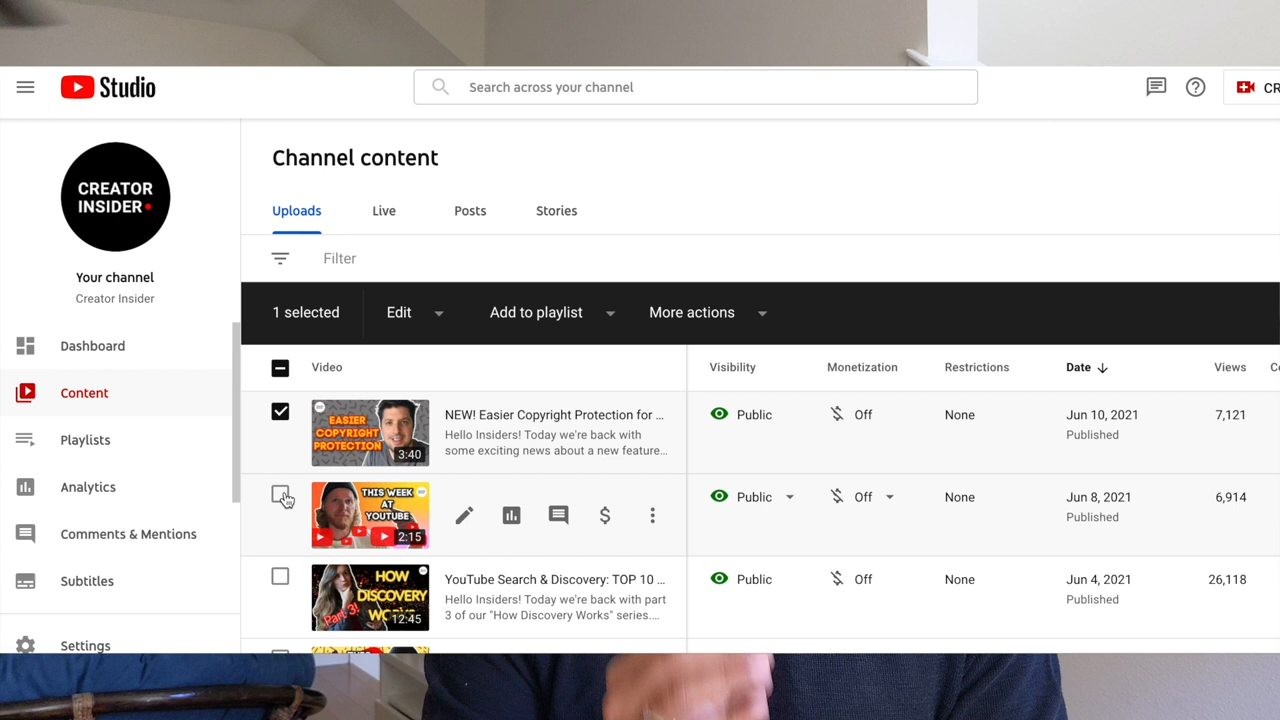 Studio
Search across your channel
CR
CREATOR
INSIDER
Your channel
Creator Insider
Dashboard
Content
Playlists
Analytics
Comments & Mentions
Subtitles
Settings
Channel content
Uploads Live Posts Stories
Filter
1 selected Edit Add to playlist More actions
Video Visibility Monetization Restrictions Date Views
EASIER
COPYRIGHT
PROTECTION
3:40
NEW! Easier Copyright Protection for ...
Hello Insiders! Today we're back with
some exciting news about a new feature...
Public Off None Jun 10, 2021 7,121
Published
THIS WEEK
AT
YOUTUBE
2:15
Public Off None Jun 8, 2021 6,914
Published
HOW
DISCOVERY
WORKS
Part 3!
12:45
YouTube Search & Discovery: TOP 10 ...
Hello Insiders! Today we're back with part
3 of our "How Discovery Works" series....
Public Off None Jun 4, 2021 26,118
Published